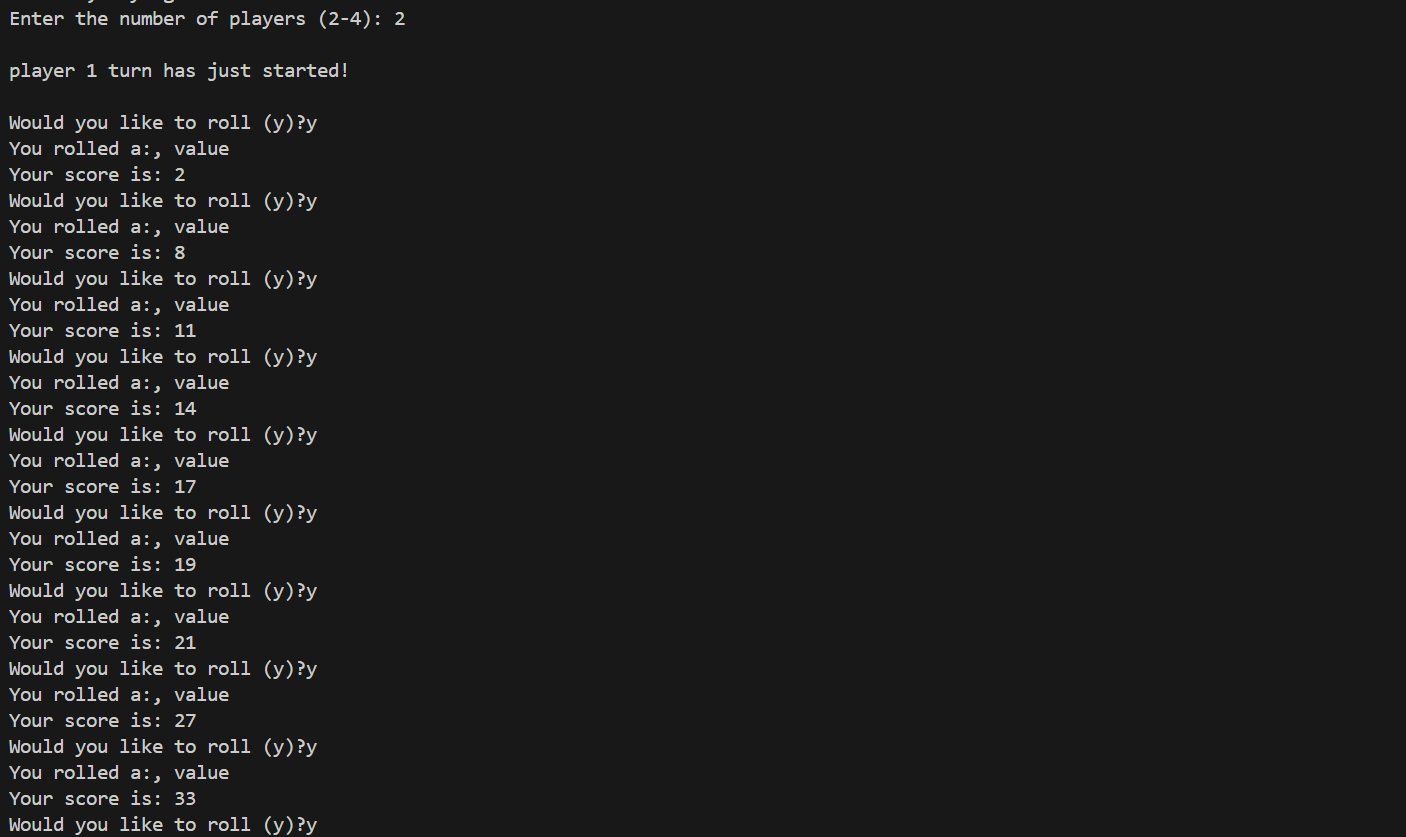 Enter the number of players (2-4): 2
player 1 turn has just started!
Would you like to roll (y)?y
You rolled a:, value
Your score is: 2
Would you like to roll (y)?y
You rolled a:, value
Your score is: 8
Would you like to roll (y)?y
You rolled a:, value
Your score is: 11
Would you like to roll (y)?y
You rolled a:, value
Your score is: 14
Would you like to roll (y)?y
You rolled a:, value
Your score is: 17
Would you like to roll (y)?y
You rolled a:, value
Your score is: 19
Would you like to roll (y)?y
You rolled a:, value
Your score is: 21
Would you like to roll (y)?y
You rolled a:, value
Your score is: 27
Would you like to roll (y)?y
You rolled a:, value
Your score is: 33
Would you like to roll (y)?y